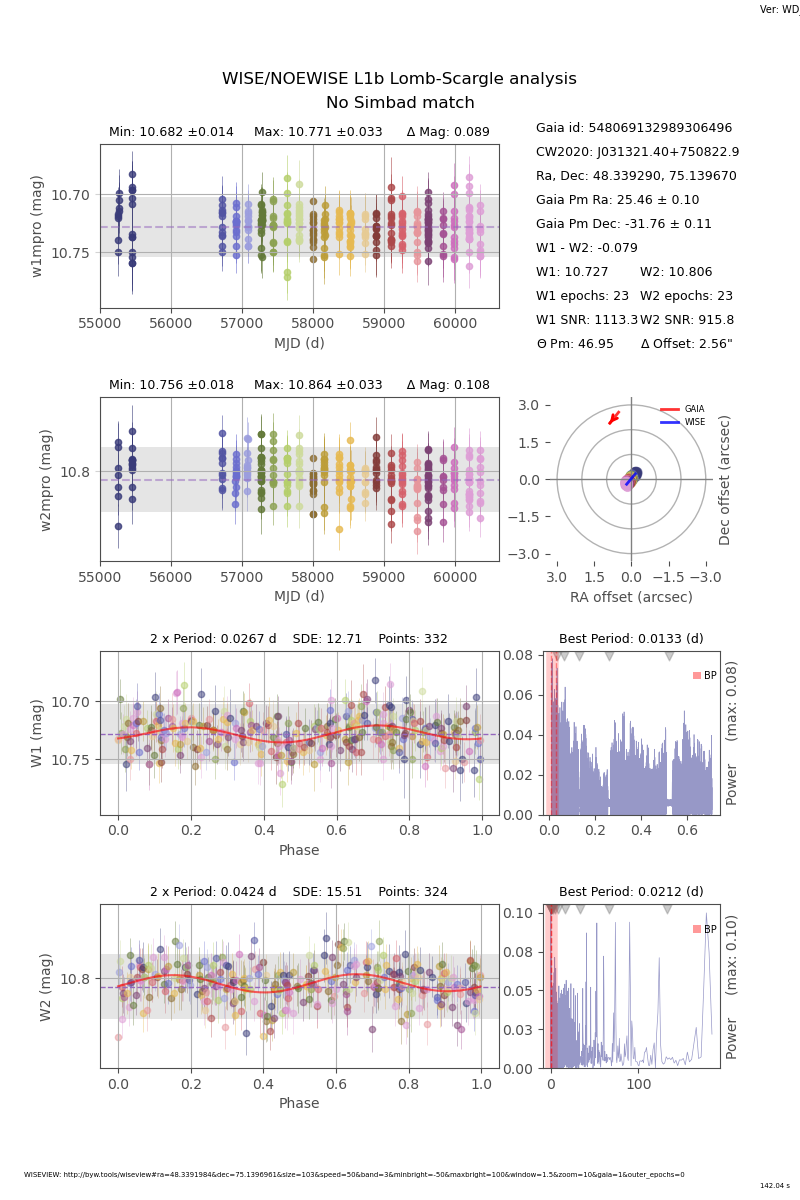 Ver: WD
WISE/NOEWISE L1b Lomb-Scargle analysis
No Simbad match
Min: 10.682 ±0.014 Max: 10.771 ±0.033 Δ Mag: 0.089
10.70
10.75
w1mpro (mag)
55000 56000 57000 58000 59000 60000
MJD (d)
Gaia id: 548069132989306496
CW2020: J031321.40+750822.9
Ra, Dec: 48.339290, 75.139670
Gaia Pm Ra: 25.46 ± 0.10
Gaia Pm Dec: -31.76 ± 0.11
W1 - W2: -0.079
W1: 10.727 W2: 10.806
W1 epochs: 23 W2 epochs: 23
W1 SNR: 1113.3 W2 SNR: 915.8
Θ Pm: 46.95 Δ Offset: 2.56"
Min: 10.756 ±0.018 Max: 10.864 ±0.033 Δ Mag: 0.108
10.8
w2mpro (mag)
55000 56000 57000 58000 59000 60000
MJD (d)
GAIA
WISE
3.0
1.5
0.0
−1.5
−3.0
Dec offset (arcsec)
3.0 1.5 0.0 −1.5 −3.0
RA offset (arcsec)
2 x Period: 0.0267 d SDE: 12.71 Points: 332
10.70
10.75
W1 (mag)
0.0 0.2 0.4 0.6 0.8 1.0
Phase
Best Period: 0.0133 (d)
BP
0.08
0.06
0.04
0.02
0.00
Power (max: 0.08)
0.0 0.2 0.4 0.6
2 x Period: 0.0424 d SDE: 15.51 Points: 324
10.8
W2 (mag)
0.0 0.2 0.4 0.6 0.8 1.0
Phase
Best Period: 0.0212 (d)
BP
0.10
0.08
0.05
0.03
0.00
Power (max: 0.10)
0 100
WISEVIEW: http://byw.tools/wiseview#ra=48.3391984&dec=75.1396961&size=103&speed=50&band=3&minbright=-50&maxbright=100&window=1.5&zoom=10&gaia=1&outer_epochs=0
142.04 s